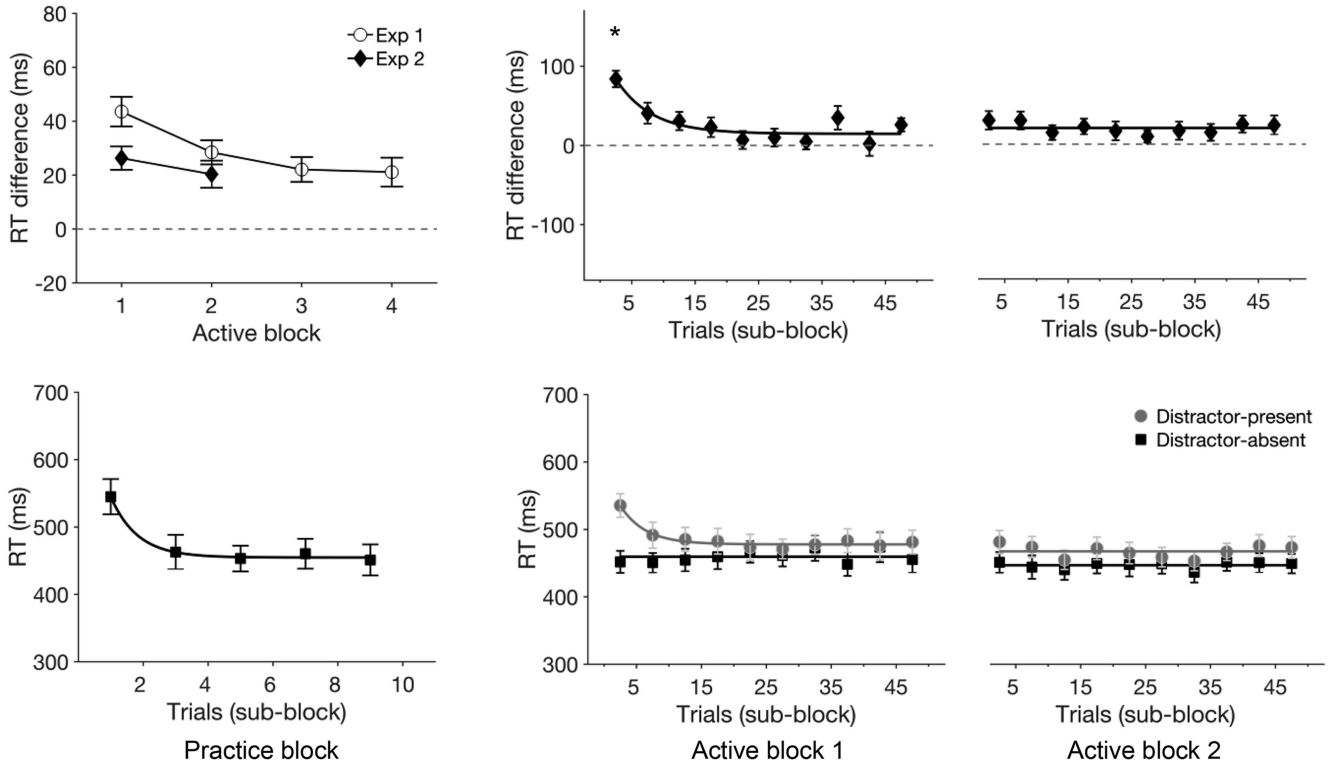 80
60
40
20
0
-20
RT difference (ms)
Exp 1
Exp 2
1 2 3 4
Active block
100
0
-100
RT difference (ms)
*
5 15 25 35 45
Trials (sub-block)
5 15 25 35 45
Trials (sub-block)
700
600
500
400
300
RT (ms)
2 4 6 8 10
Trials (sub-block)
Practice block
700
600
500
400
300
RT (ms)
5 15 25 35 45
Trials (sub-block)
Active block 1
Distractor-present
Distractor-absent
5 15 25 35 45
Trials (sub-block)
Active block 2